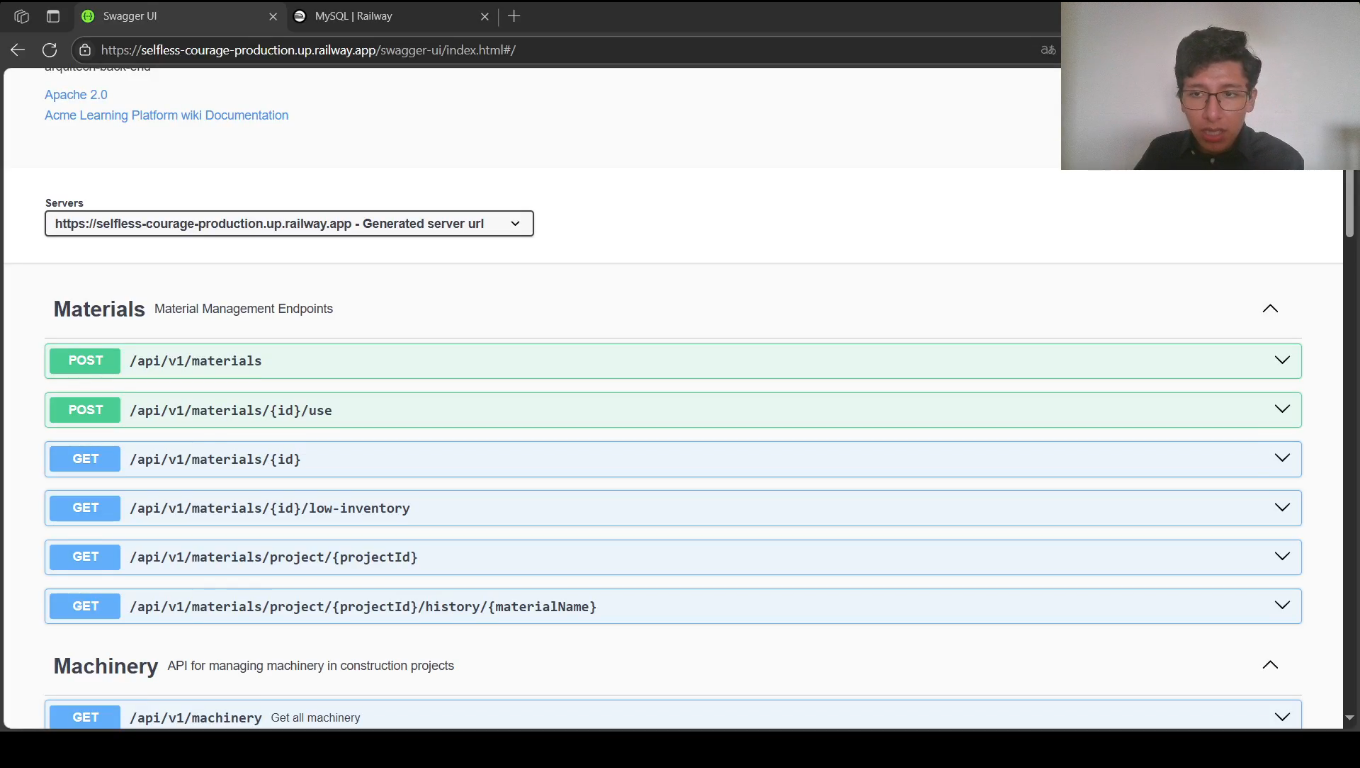 Swagger UI
MySQL | Railway
https://selfless-courage-production.up.railway.app/swagger-ui/index.html#/
arquitech-back-end
Apache 2.0
Acme Learning Platform wiki Documentation
Servers
https://selfless-courage-production.up.railway.app - Generated server url
Materials Material Management Endpoints
POST /api/v1/materials
POST /api/v1/materials/{id}/use
GET /api/v1/materials/{id}
GET /api/v1/materials/{id}/low-inventory
GET /api/v1/materials/project/{projectId}
GET /api/v1/materials/project/{projectId}/history/{materialName}
Machinery API for managing machinery in construction projects
GET /api/v1/machinery Get all machinery